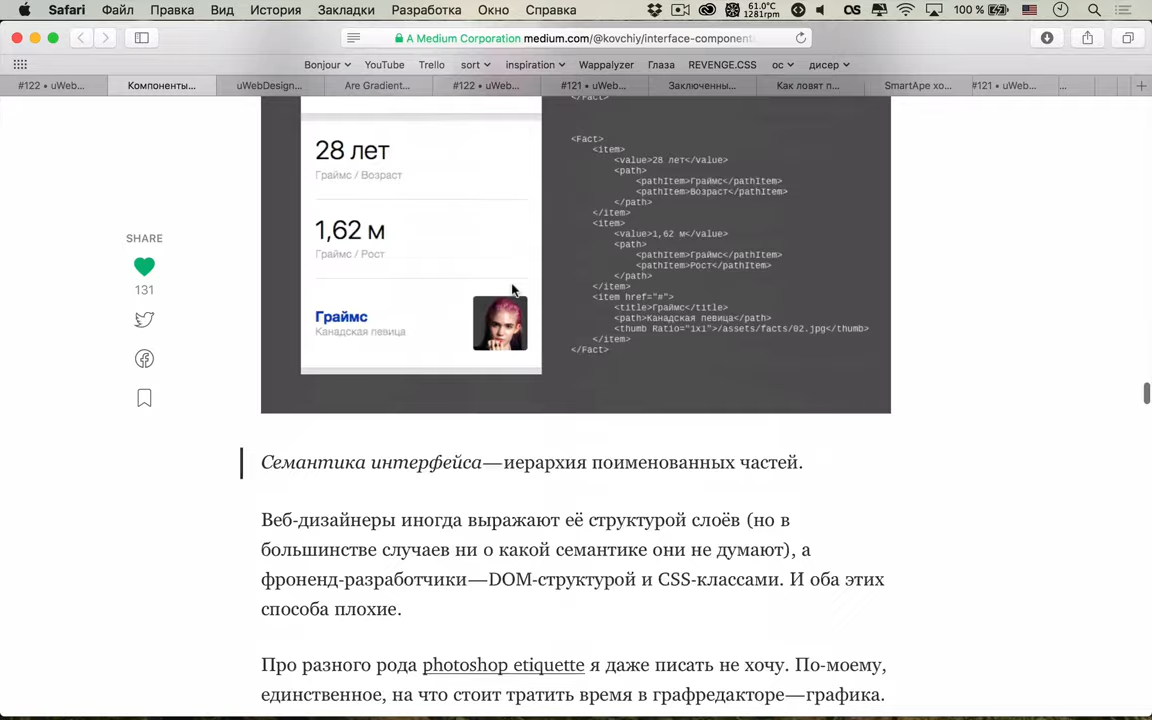 Safari Файл Правка Вид История Закладки Разработка Окно Справка
61.0°C
1281rpm
100 %
A Medium Corporation medium.com/@kovchiy/interface-component
Bonjour YouTube Trello sort inspiration Wappalyzer Глаза REVENGE.CSS ос дисер
#122 • uWeb... Компоненты... uWebDesign... Are Gradient... #122 • uWeb... #121 • uWeb... Заключенны... Как ловят п... SmartApe хо... #121 • uWeb... ...
</Fact>
28 лет
Граймс / Возраст
1,62 м
Граймс / Рост
Граймс
Канадская певица
<Fact>
<item>
<value>28 лет</value>
<path>
<pathItem>Граймс</pathItem>
<pathItem>Возраст</pathItem>
</path>
</item>
<item>
<value>1,62 м</value>
<path>
<pathItem>Граймс</pathItem>
<pathItem>Рост</pathItem>
</path>
</item>
<item href="#">
<title>Граймс</title>
<path>Канадская певица</path>
<thumb Ratio="1x1">/assets/facts/02.jpg</thumb>
</item>
</Fact>
SHARE
131
Семантика интерфейса—иерархия поименованных частей.
Веб-дизайнеры иногда выражают её структурой слоёв (но в
большинстве случаев ни о какой семантике они не думают), а
фроненд-разработчики—DOM-структурой и CSS-классами. И оба этих
способа плохие.
Про разного рода photoshop etiquette я даже писать не хочу. По-моему,
единственное, на что стоит тратить время в графредакторе—графика.